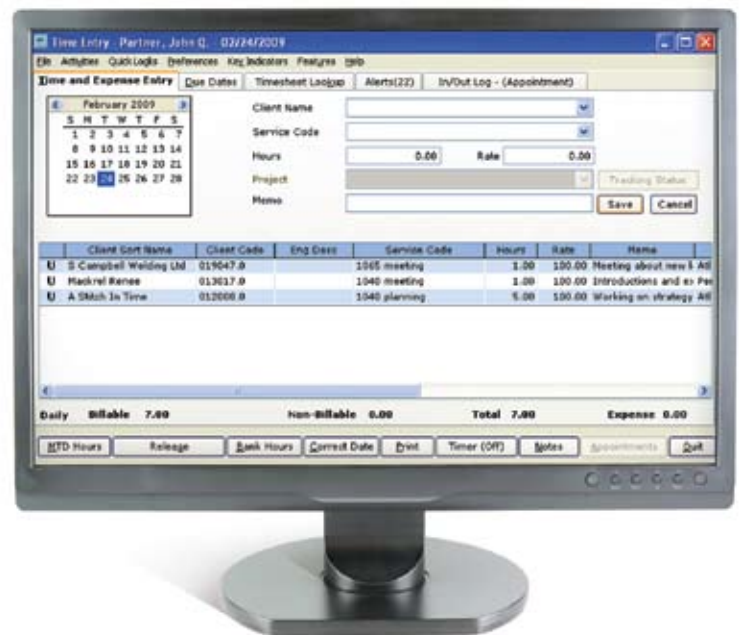 Time Entry - Partner, John Q. - 02/24/2009
File Activities QuickLogIs Preferences Key Indicators Features Help
Time and Expense Entry Due Dates Timesheet Lookup Alerts(22) In/Out Log - (Appointment)
February 2009
S M T W T F S
1 2 3 4 5 6 7
8 9 10 11 12 13 14
15 16 17 18 19 20 21
22 23 24 25 26 27 28
Client Name
Service Code
Hours 0.00 Rate 0.00
Project Tracking Status
Memo Save Cancel
Client Sort Name Client Code Eng Desc Service Code Hours Rate Memo
U S Campbell Welding Ltd 019047.0 1065 meeting 1.00 100.00 Meeting about new
U Mackrel Renee 013017.0 1040 meeting 1.00 100.00 Introductions and ex
U A Stitch In Time 012008.0 1040 planning 5.00 100.00 Working on strategy
Daily Billable 7.00 Non-Billable 0.00 Total 7.00 Expense 0.00
MTD Hours Release Bank Hours Correct Date Print Timer (Off) Notes Appointments Quit